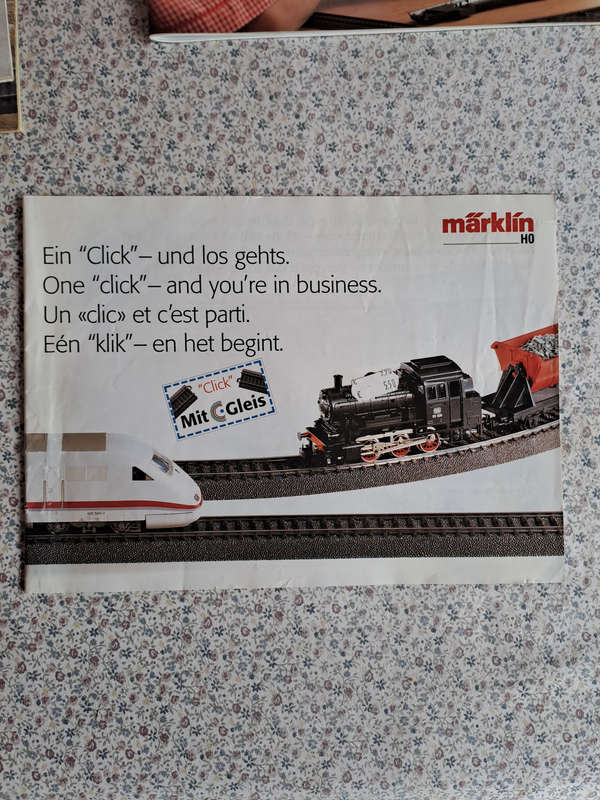 märklin
H0
Ein “Click”– und los gehts.
One “click”– and you’re in business.
Un «clic» et c’est parti.
Eén “klik”– en het begint.
“Click”
Mit C Gleis